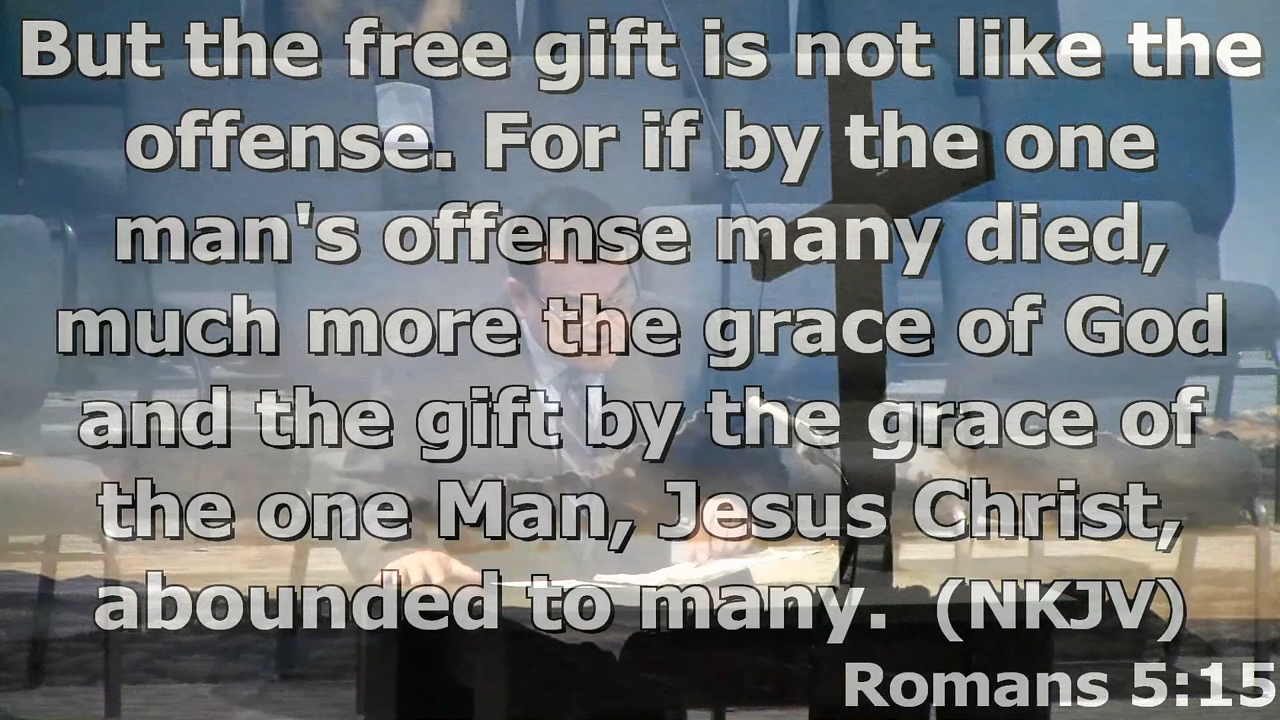 But the free gift is not like the
offense. For if by the one
man's offense many died,
much more the grace of God
and the gift by the grace of
the one Man, Jesus Christ,
abounded to many. (NKJV)
Romans 5:15